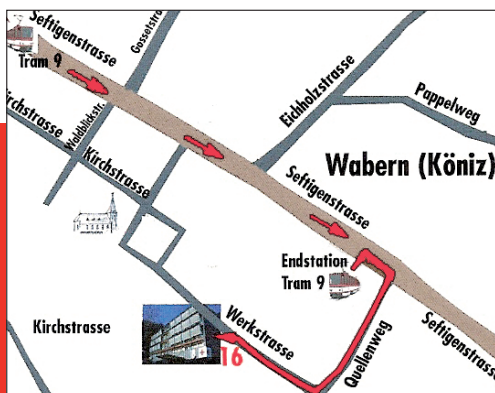 Seftigenstrasse
Gossetstra
Tram 9
Eichholzstrasse
Pappelweg
Kirchstrasse
Waldblickstr.
Kirchstrasse
Wabern (Köniz)
Seftigenstrasse
Endstation
Tram 9
Kirchstrasse
Werkstrasse
16
Quellenweg
Seftigenstrasse